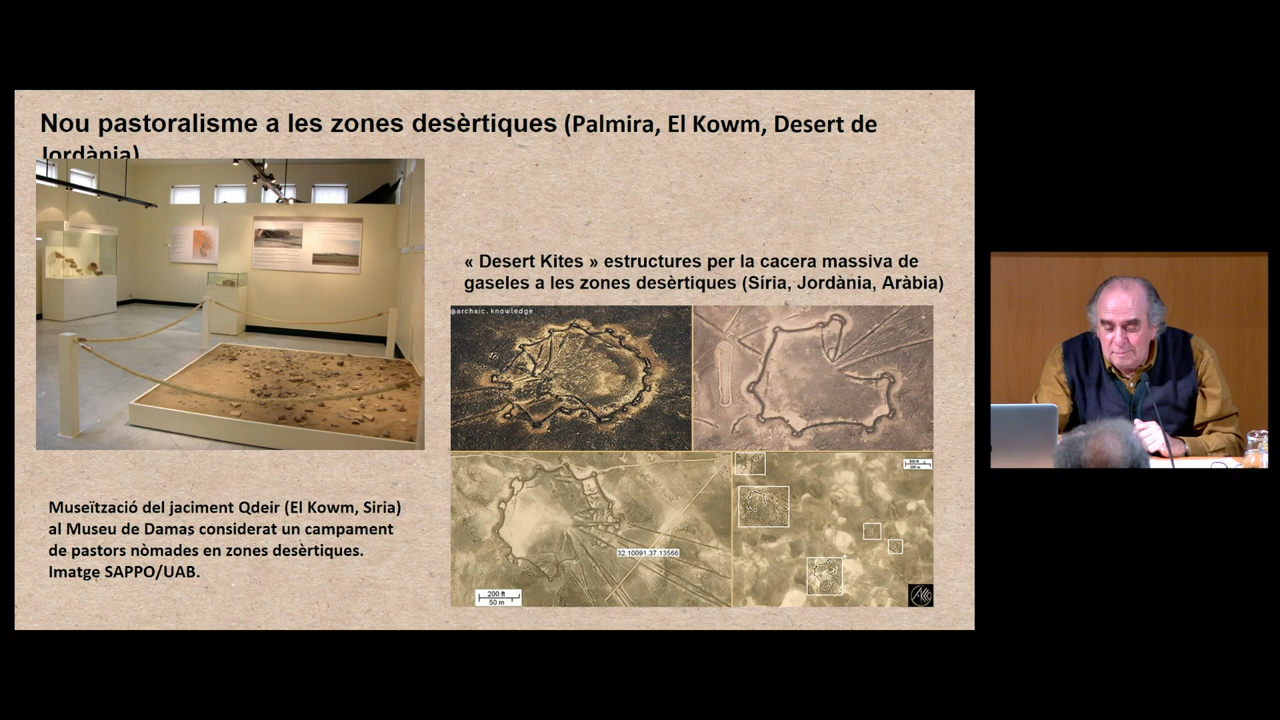 Nou pastoralisme a les zones desèrtiques (Palmira, El Kowm, Desert de
Jordània)
« Desert Kites » estructures per la cacera massiva de
gaseles a les zones desèrtiques (Síria, Jordània, Aràbia)
@archaic.knowledge
32.10091,37.13566
200 ft
50 m
Museïtzació del jaciment Qdeir (El Kowm, Siria)
al Museu de Damas considerat un campament
de pastors nòmades en zones desèrtiques.
Imatge SAPPO/UAB.